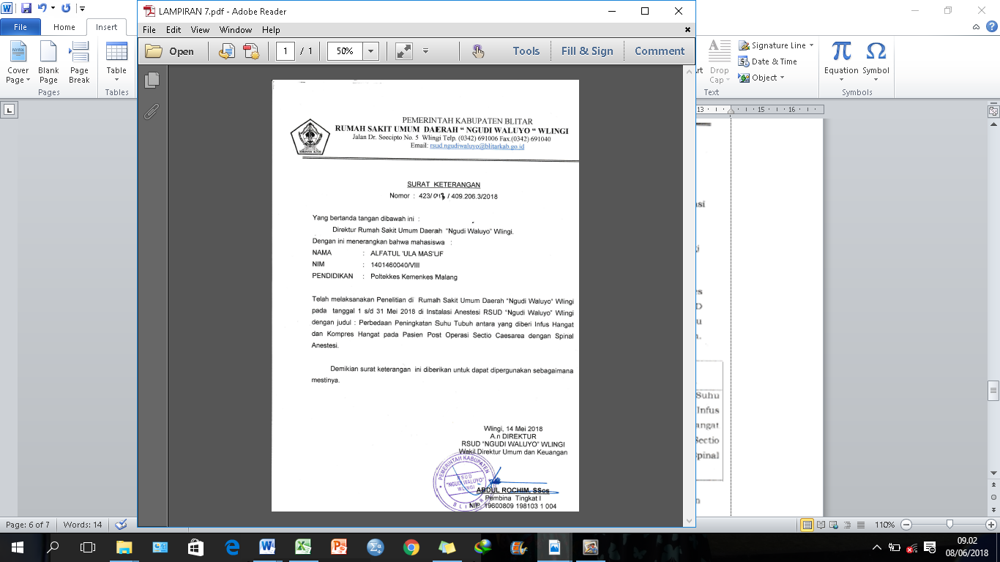 LAMPIRAN 7.pdf - Adobe Reader
File Home Insert
File Edit View Window Help
Open 1 / 1 50% Tools Fill & Sign Comment
Cover Page Blank Page Page Break Table
Pages Tables
Signature Line
Date & Time
Object
Drop Cap
Equation Symbol
Text Symbols
13 15 16
PEMERINTAH KABUPATEN BLITAR
RUMAH SAKIT UMUM DAERAH “ NGUDI WALUYO “ WLINGI
Jalan Dr. Soecipto No. 5 Wlingi Telp. (0342) 691006 Fax.(0342) 691040
Email: rsud.ngudiwaluyo@blitarkab.go.id
SURAT KETERANGAN
Nomor : 423/ / 409.206.3/2018
Yang bertanda tangan dibawah ini :
Direktur Rumah Sakit Umum Daerah “Ngudi Waluyo” Wlingi.
Dengan ini menerangkan bahwa mahasiswa :
NAMA : ALFATUL 'ULA MAS'UF
NIM : 1401460040/VIII
PENDIDIKAN : Poltekkes Kemenkes Malang
Telah melaksanakan Penelitian di Rumah Sakit Umum Daerah “Ngudi Waluyo” Wlingi
pada tanggal 1 s/d 31 Mei 2018 di Instalasi Anestesi RSUD “Ngudi Waluyo” Wlingi
dengan judul : Perbedaan Peningkatan Suhu Tubuh antara yang diberi Infus Hangat
dan Kompres Hangat pada Pasien Post Operasi Sectio Caesarea dengan Spinal
Anestesi.
Demikian surat keterangan ini diberikan untuk dapat dipergunakan sebagaimana
mestinya.
Wlingi, 14 Mei 2018
A.n DIREKTUR
RSUD “NGUDI WALUYO” WLINGI
Wakil Direktur Umum dan Keuangan
PEMERINTAH KABUPATEN
RSUD
"NGUDI WALUYO"
WLINGI
BLITAR
ABDUL ROCHIM, SSos
Pembina Tingkat I
NIP. 19600809 198103 1 004
Suhu
Infus
Sectio
Page: 6 of 7 Words: 14 110%
09.02
08/06/2018